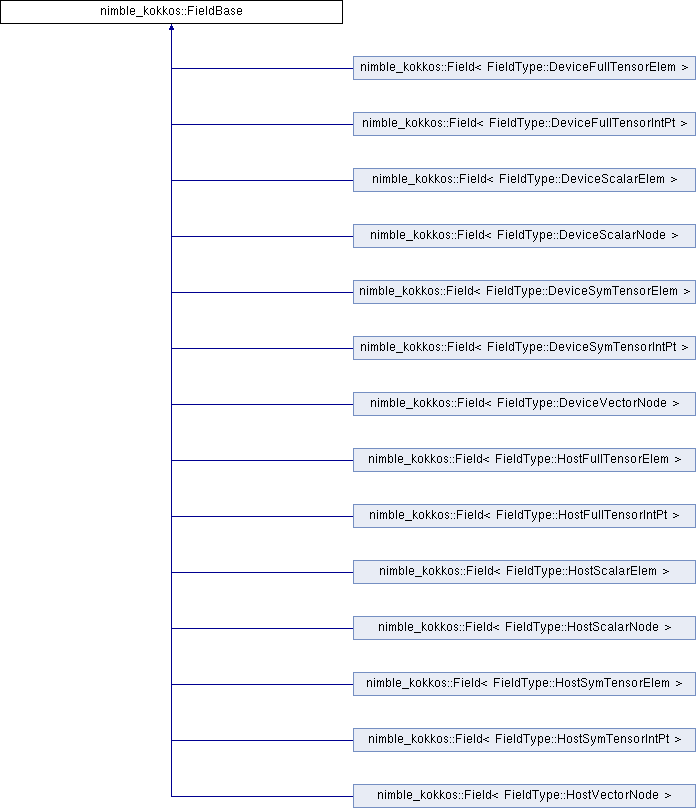 nimble_kokkos::FieldBase
nimble_kokkos::Field< FieldType::DeviceFullTensorElem >
nimble_kokkos::Field< FieldType::DeviceFullTensorIntPt >
nimble_kokkos::Field< FieldType::DeviceScalarElem >
nimble_kokkos::Field< FieldType::DeviceScalarNode >
nimble_kokkos::Field< FieldType::DeviceSymTensorElem >
nimble_kokkos::Field< FieldType::DeviceSymTensorIntPt >
nimble_kokkos::Field< FieldType::DeviceVectorNode >
nimble_kokkos::Field< FieldType::HostFullTensorElem >
nimble_kokkos::Field< FieldType::HostFullTensorIntPt >
nimble_kokkos::Field< FieldType::HostScalarElem >
nimble_kokkos::Field< FieldType::HostScalarNode >
nimble_kokkos::Field< FieldType::HostSymTensorElem >
nimble_kokkos::Field< FieldType::HostSymTensorIntPt >
nimble_kokkos::Field< FieldType::HostVectorNode >